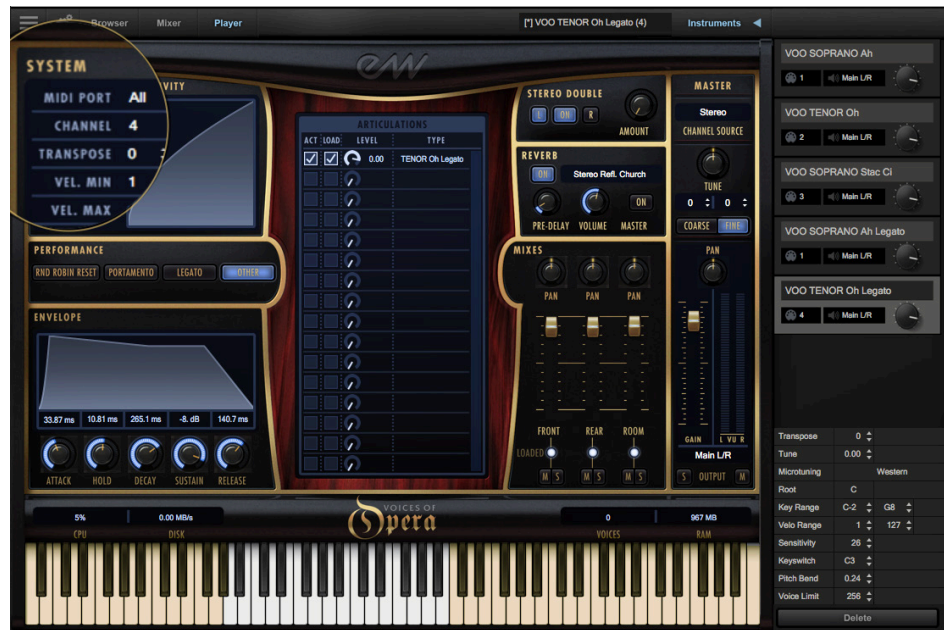 Browser
Mixer
Player
[*] VOO TENOR Oh Legato (4)
Instruments
SYSTEM
MIDI PORT All
CHANNEL 4
TRANSPOSE 0
VEL. MIN 1
VEL. MAX
VITY
PERFORMANCE
RND ROBIN RESET
PORTAMENTO
LEGATO
OTHER
ENVELOPE
33.87 ms
10.81 ms
265.1 ms
-8. dB
140.7 ms
ATTACK
HOLD
DECAY
SUSTAIN
RELEASE
EW
ARTICULATIONS
ACT LOAD LEVEL TYPE
0.00 TENOR Oh Legato
STEREO DOUBLE
L ON R
AMOUNT
REVERB
ON Stereo Refl. Church
ON
PRE-DELAY VOLUME MASTER
MIXES
PAN PAN PAN
FRONT REAR ROOM
LOADED
M S M S M S
MASTER
Stereo
CHANNEL SOURCE
TUNE
0 0
COARSE FINE
PAN
GAIN L VU R
Main L/R
S OUTPUT M
5% 0.00 MB/s
CPU DISK
VOICES OF
Opera
0 967 MB
VOICES RAM
VOO SOPRANO Ah
1 Main L/R
VOO TENOR Oh
2 Main L/R
VOO SOPRANO Stac Ci
3 Main L/R
VOO SOPRANO Ah Legato
1 Main L/R
VOO TENOR Oh Legato
4 Main L/R
Transpose 0
Tune 0.00
Microtuning Western
Root C
Key Range C-2 G8
Velo Range 1 127
Sensitivity 26
Keyswitch C3
Pitch Bend 0.24
Voice Limit 256
Delete